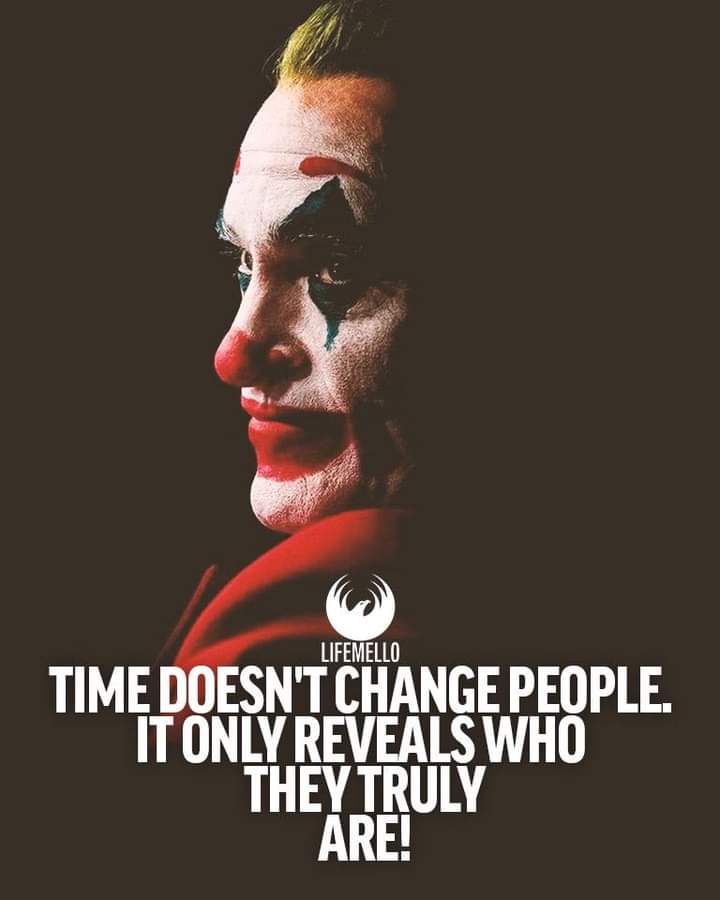 LIFEMELLO
TIME DOESN'T CHANGE PEOPLE.
IT ONLY REVEALS WHO
THEY TRULY
ARE!